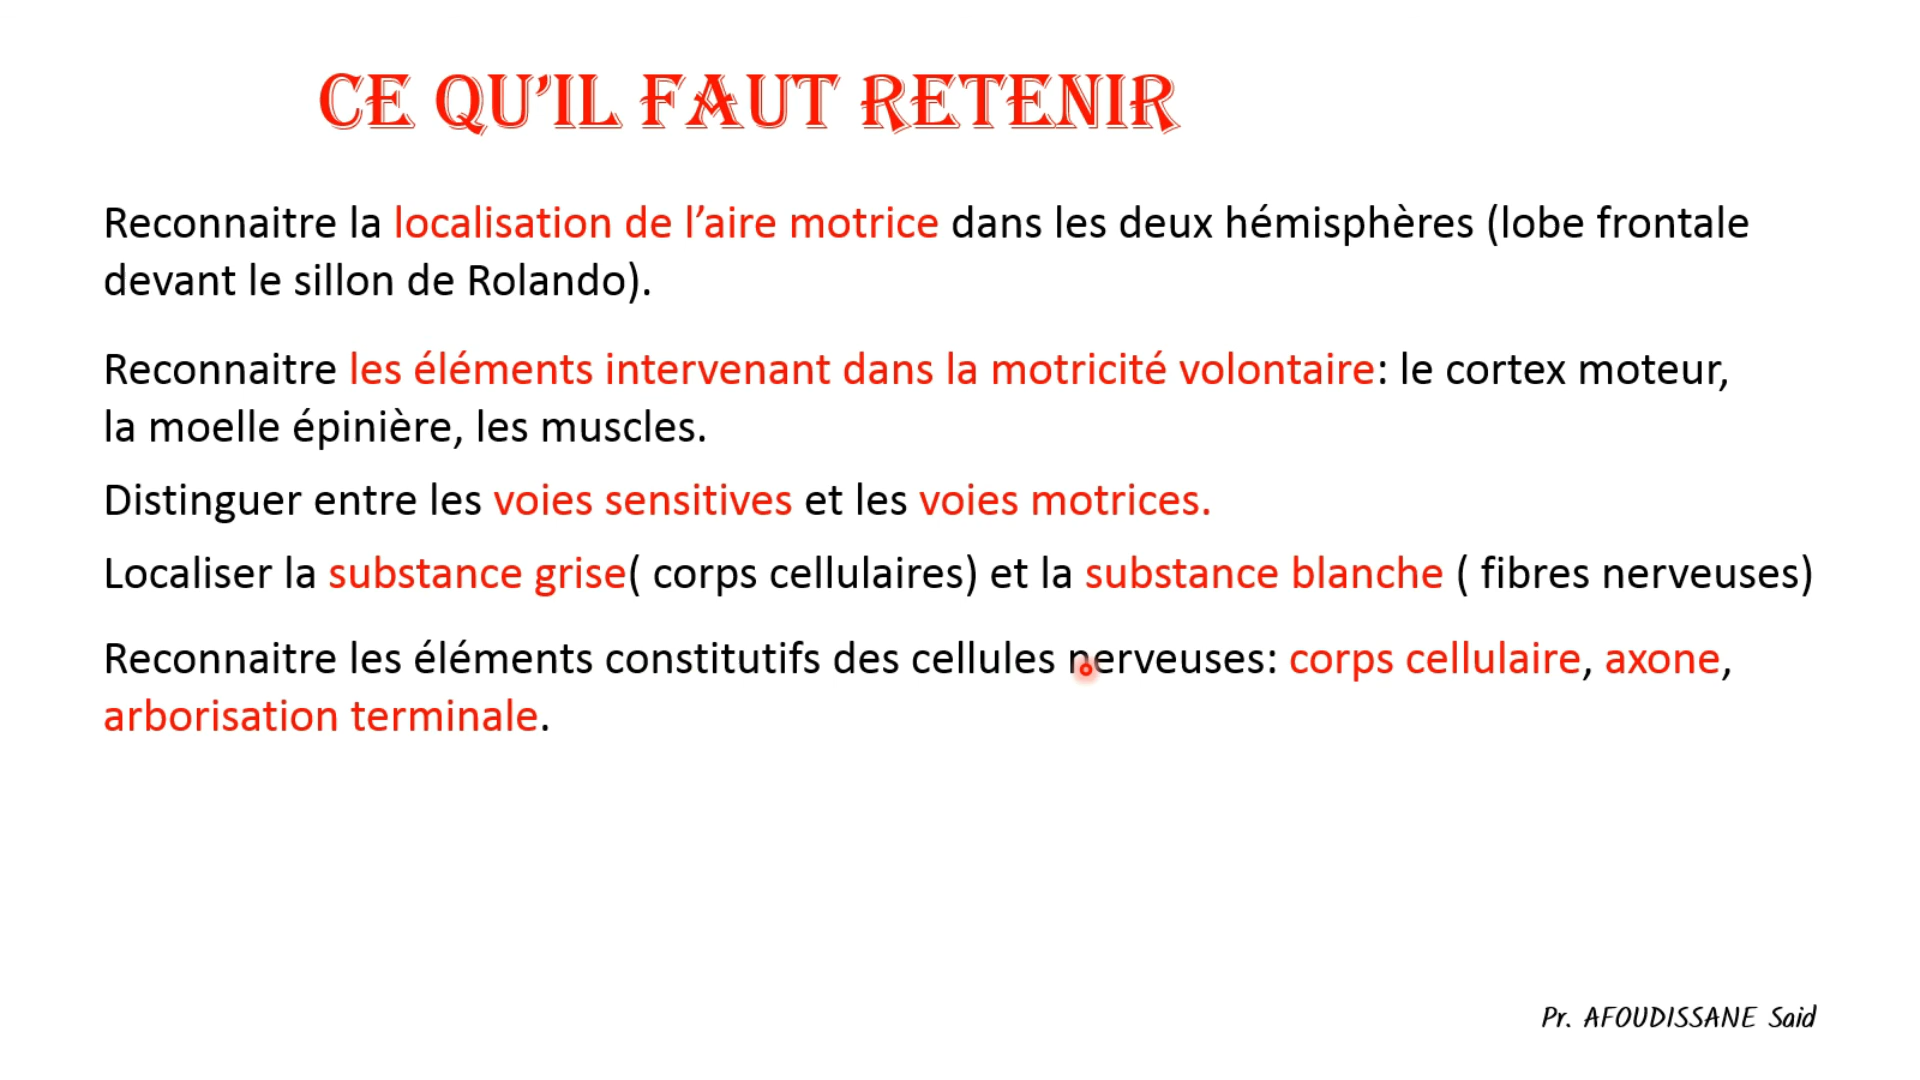 CE QU’IL FAUT RETENIR
Reconnaitre la localisation de l’aire motrice dans les deux hémisphères (lobe frontale
devant le sillon de Rolando).
Reconnaitre les éléments intervenant dans la motricité volontaire: le cortex moteur,
la moelle épinière, les muscles.
Distinguer entre les voies sensitives et les voies motrices.
Localiser la substance grise( corps cellulaires) et la substance blanche ( fibres nerveuses)
Reconnaitre les éléments constitutifs des cellules nerveuses: corps cellulaire, axone,
arborisation terminale.
Pr. AFOUDISSANE Said